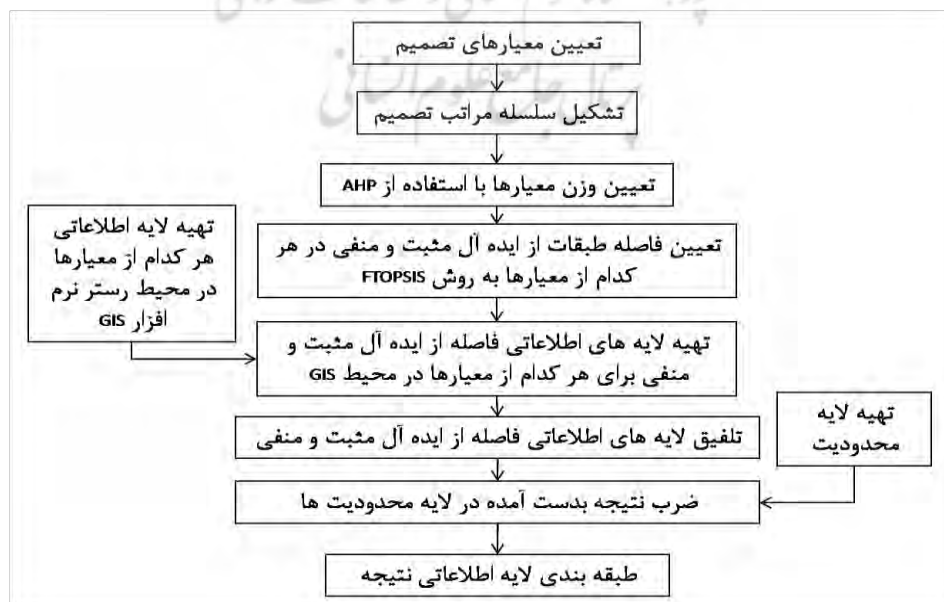 تعیین معیارهای تصمیم
پرتال جامع علوم انسانی
تشکیل سلسله مراتب تصمیم
تعیین وزن معیارها با استفاده از AHP
تهیه لایه اطلاعاتی
هر کدام از معیارها
در محیط رستر نرم
افزار GIS
تعیین فاصله طبقات از ایده آل مثبت و منفی در هر
کدام از معیارها به روش FTOPSIS
تهیه لایه های اطلاعاتی فاصله از ایده آل مثبت و
منفی برای هر کدام از معیارها در محیط GIS
تهیه لایه
محدودیت
تلفیق لایه های اطلاعاتی فاصله از ایده آل مثبت و منفی
ضرب نتیجه بدست آمده در لایه محدودیت ها
طبقه بندی لایه اطلاعاتی نتیجه